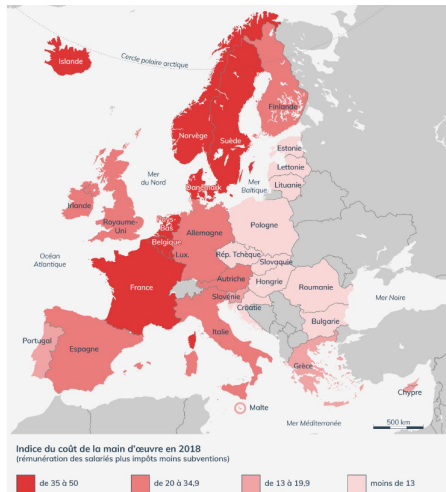 Islande
Cercle polaire arctique
Finlande
Norvège
Suède
Estonie
Lettonie
Lituanie
Mer
du Nord
Danemark
Mer
Baltique
Irlande
Royaume-
Uni
Pays-
Bas
Belgique
Lux.
Allemagne
Pologne
Océan
Atlantique
Rép. Tchèque
Slovaquie
France
Autriche
Hongrie
Slovénie
Croatie
Roumanie
Mer Noire
Bulgarie
Italie
Portugal
Espagne
Grèce
Chypre
Malte
Mer Méditerranée
500 km
Indice du coût de la main d'œuvre en 2018
(rémunération des salariés plus impôts moins subventions)
de 35 à 50
de 20 à 34,9
de 13 à 19,9
moins de 13